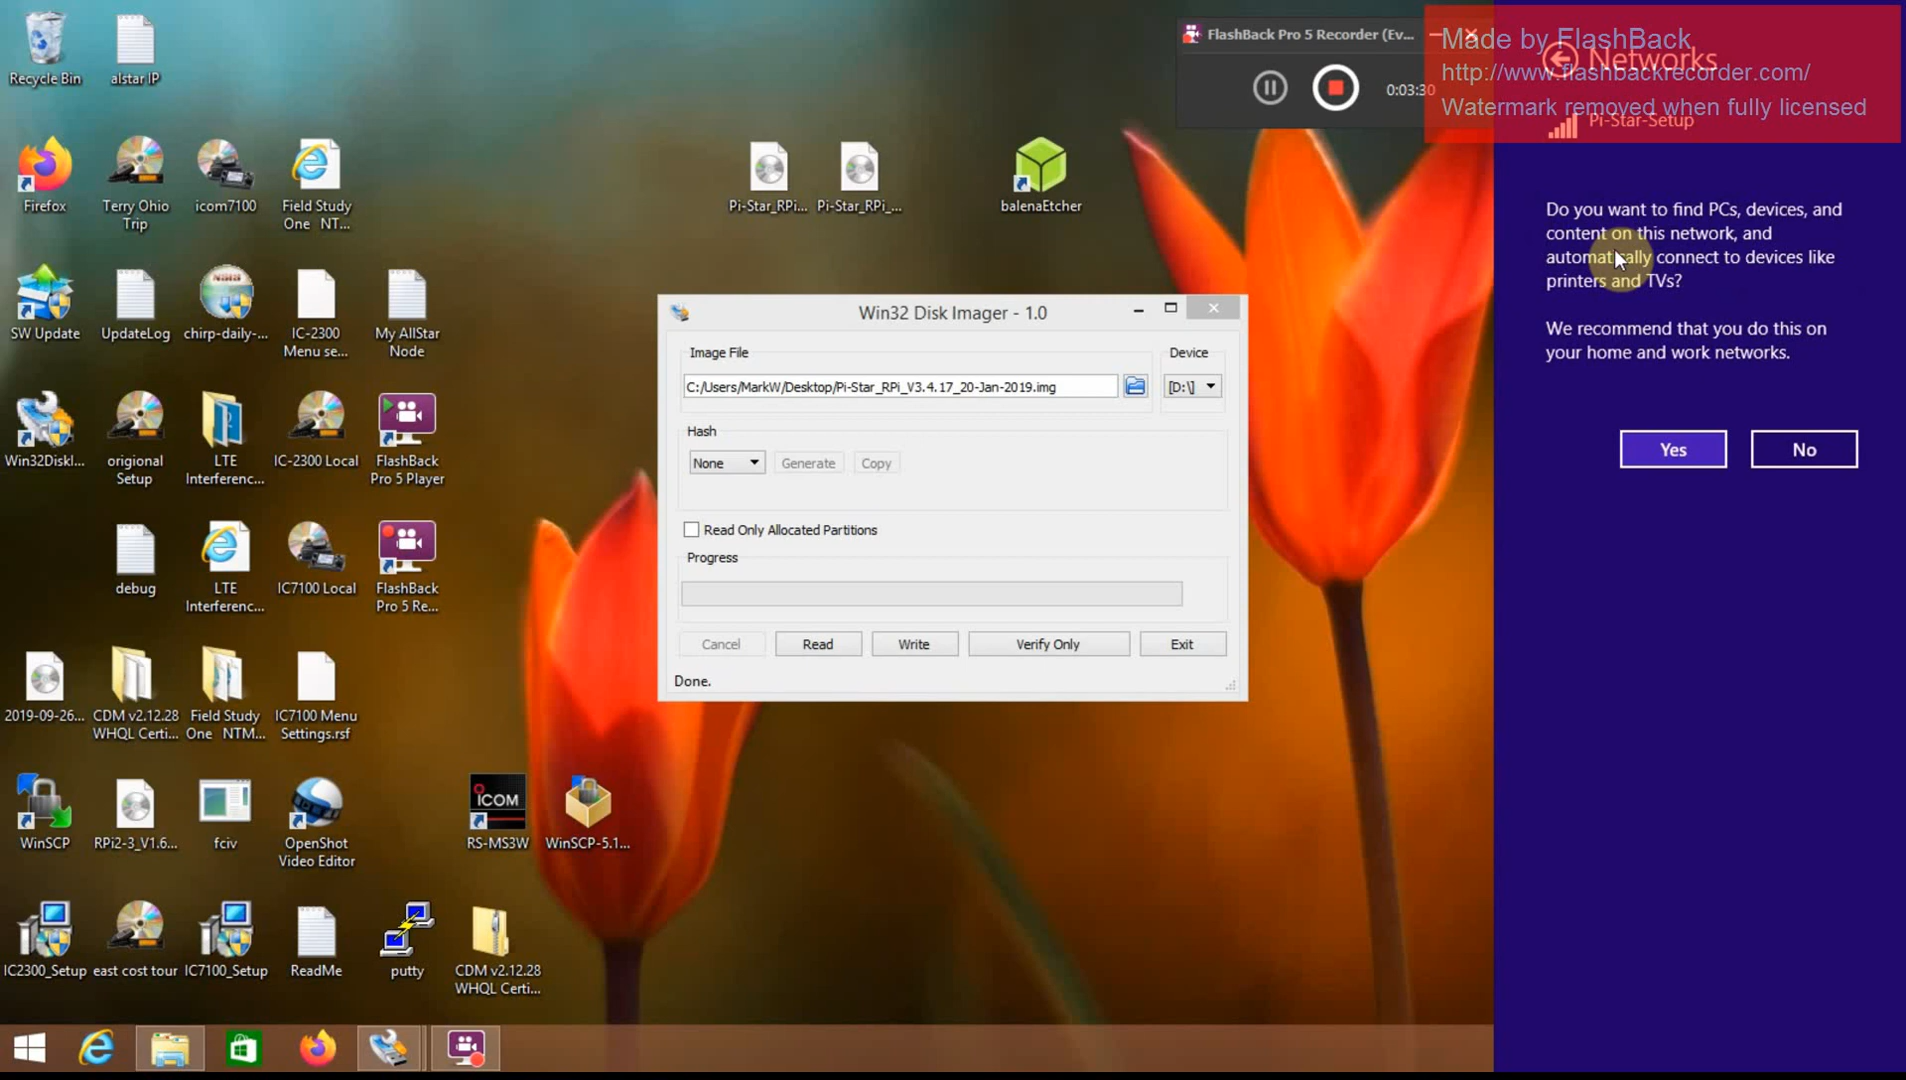 Recycle Bin
alstar IP
FlashBack Pro 5 Recorder (Ev...
0:03:30
Made by FlashBack
http://www.flashbackrecorder.com/
Watermark removed when fully licensed
Networks
Pi-Star-Setup
Do you want to find PCs, devices, and
content on this network, and
automatically connect to devices like
printers and TVs?
We recommend that you do this on
your home and work networks.
Yes
No
Firefox
Terry Ohio
Trip
icom7100
Field Study
One NT...
Pi-Star_RPi...
Pi-Star_RPi_...
balenaEtcher
SW Update
UpdateLog
chirp-daily-...
IC-2300
Menu se...
My AllStar
Node
Win32 Disk Imager - 1.0
Image File
Device
C:/Users/MarkW/Desktop/Pi-Star_RPi_V3.4.17_20-Jan-2019.img
[D:\]
Hash
None
Generate
Copy
Read Only Allocated Partitions
Progress
Cancel
Read
Write
Verify Only
Exit
Done.
Win32DiskI...
origional
Setup
LTE
Interferenc...
IC-2300 Local
FlashBack
Pro 5 Player
debug
LTE
Interferenc...
IC7100 Local
FlashBack
Pro 5 Re...
2019-09-26...
CDM v2.12.28
WHQL Certi...
Field Study
One NTM...
IC7100 Menu
Settings.rsf
WinSCP
RPi2-3_V1.6...
fciv
OpenShot
Video Editor
ICOM
RS-MS3W
WinSCP-5.1...
IC2300_Setup
east cost tour
IC7100_Setup
ReadMe
putty
CDM v2.12.28
WHQL Certi...